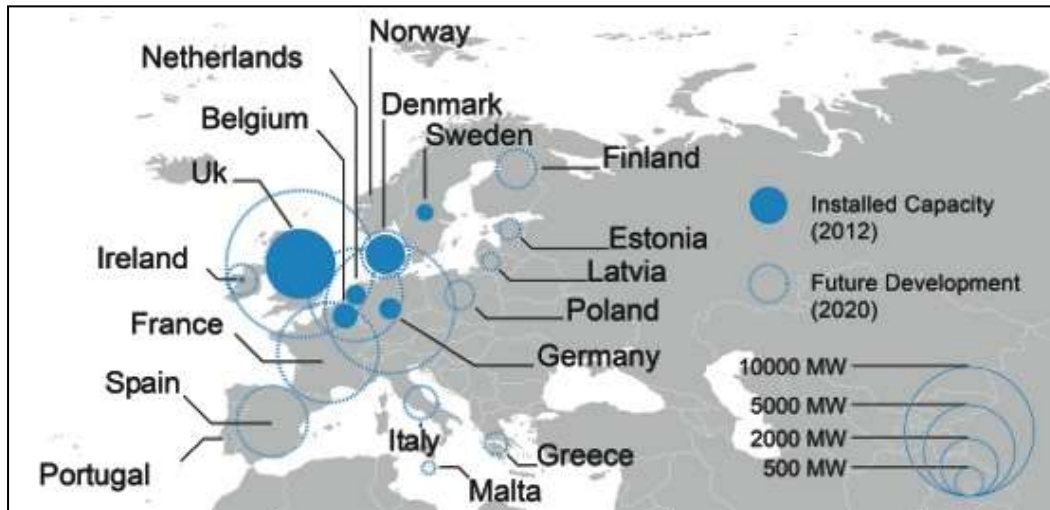 Norway
Netherlands
Denmark
Belgium
Sweden
Finland
Uk
Installed Capacity
(2012)
Estonia
Ireland
Latvia
Future Development
(2020)
Poland
France
Germany
10000 MW
Spain
5000 MW
2000 MW
Italy
Greece
500 MW
Portugal
Malta